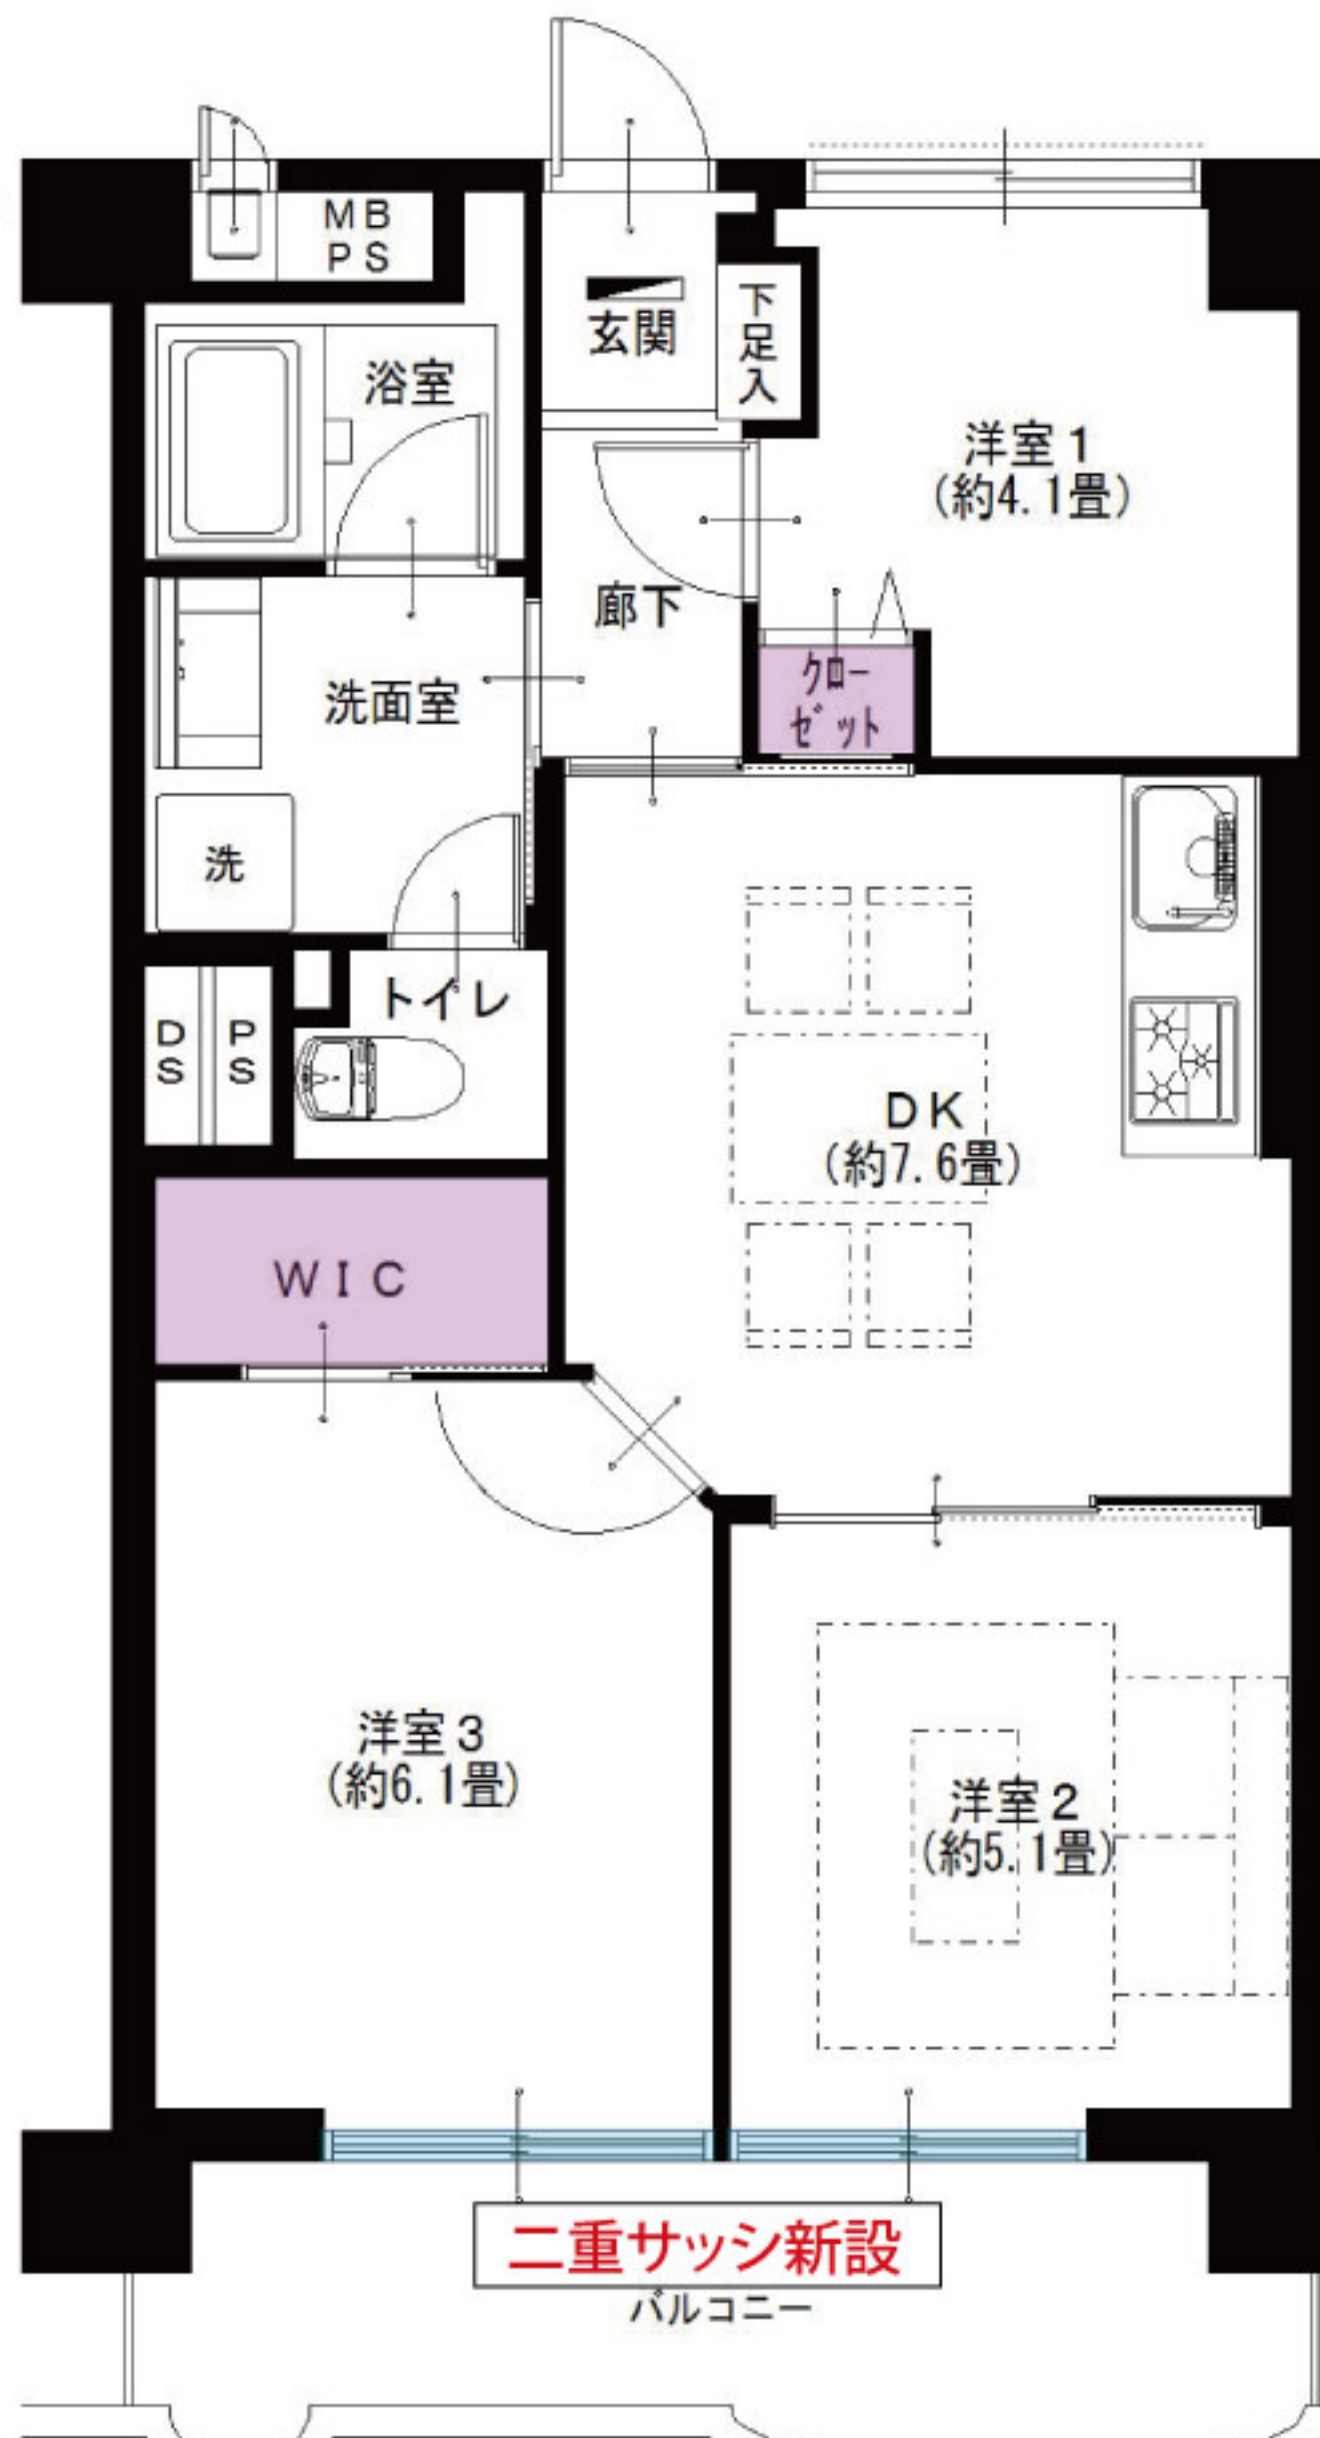 ＭＢ
ＰＳ
玄関
下足入
浴室
洋室１
(約4.1畳)
廊下
ｸﾛｰ
ｾﾞｯﾄ
洗面室
洗
トイレ
ＤＳ
ＰＳ
ＤＫ
(約7.6畳)
ＷＩＣ
洋室３
(約6.1畳)
洋室２
(約5.1畳)
二重サッシ新設
バルコニー